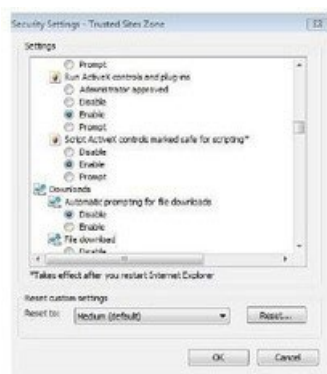 Security Settings - Trusted Sites Zone
Settings
Prompt
Run ActiveX controls and plug-ins
Administrator approved
Disable
Enable
Prompt
Script ActiveX controls marked safe for scripting*
Disable
Enable
Prompt
Downloads
Automatic prompting for file downloads
Disable
Enable
File download
Disable
*Takes effect after you restart Internet Explorer
Reset custom settings
Reset to: Medium (default) Reset...
OK Cancel